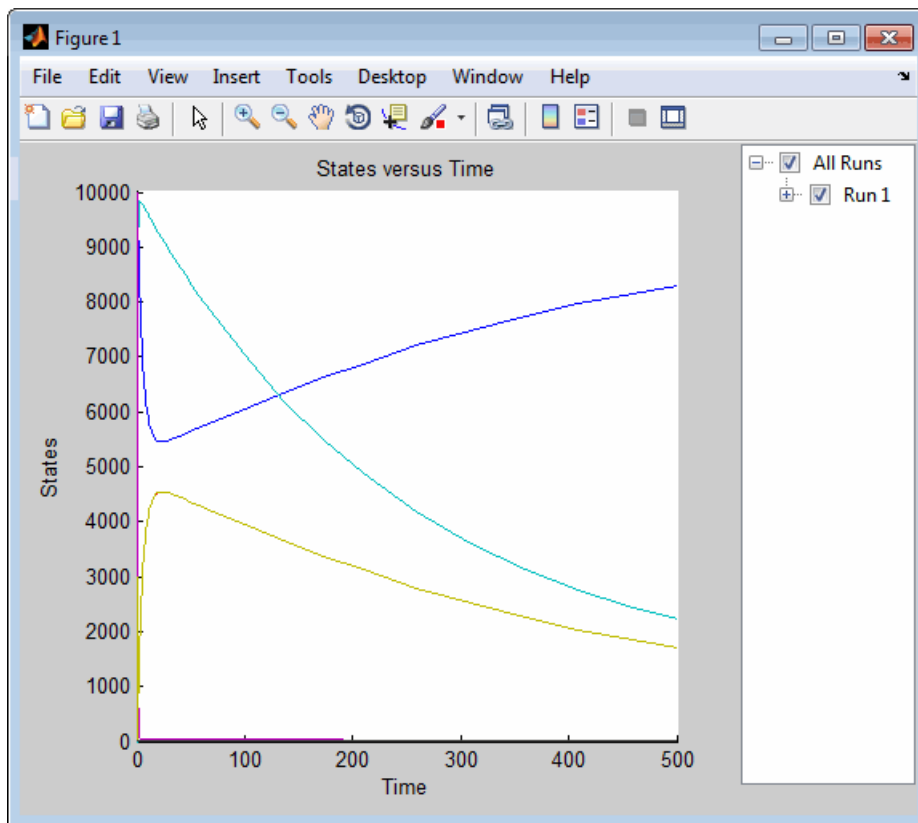 Figure 1
File Edit View Insert Tools Desktop Window Help
States versus Time
All Runs
Run 1
10000
9000
8000
7000
6000
5000
4000
3000
2000
1000
0
States
0 100 200 300 400 500
Time